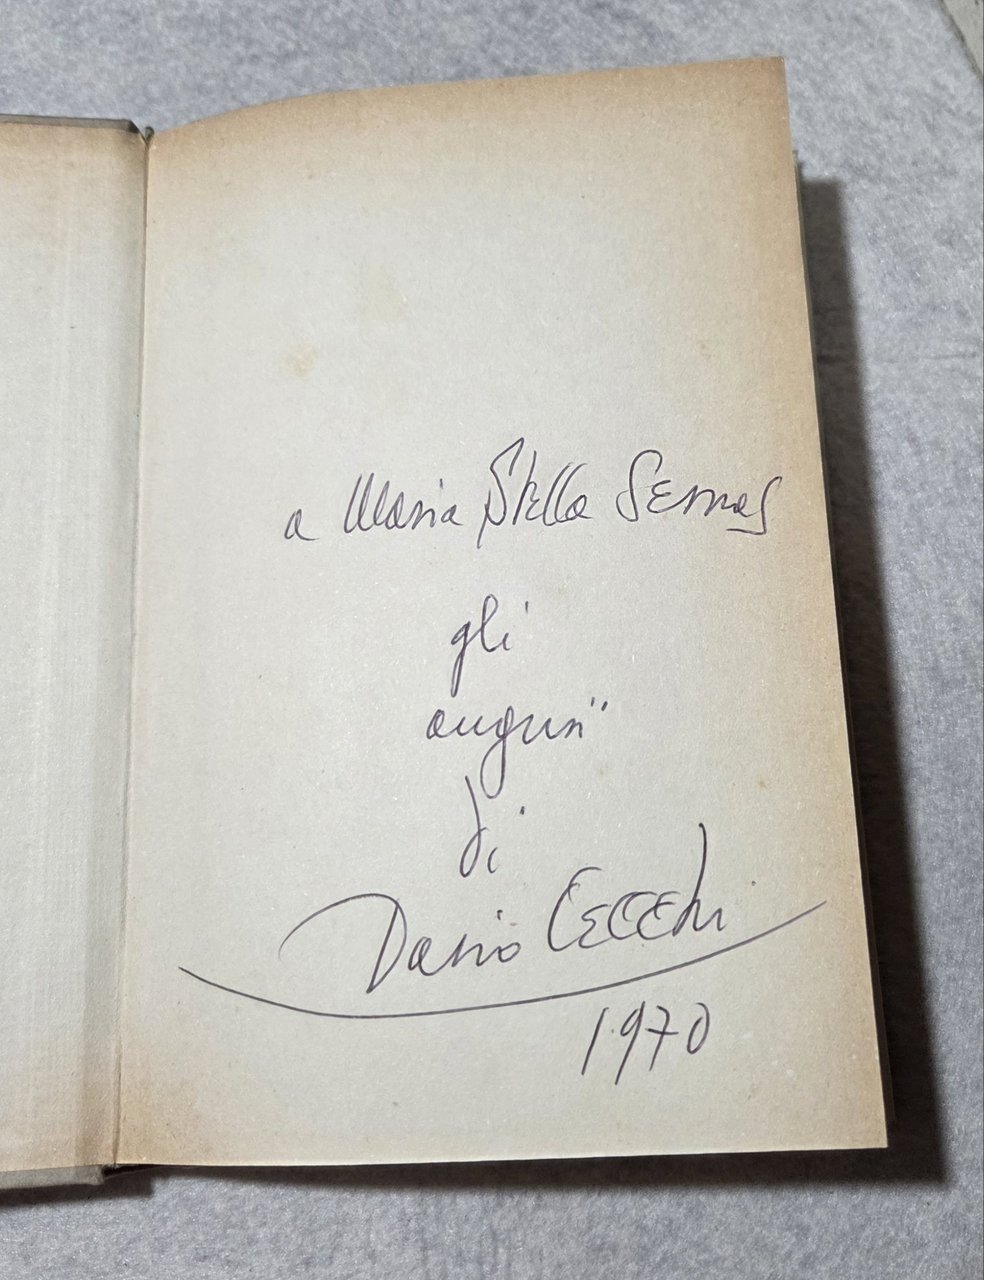 a Maria Stella Sernas
gli
auguri
di
Dario Cecchi
1970